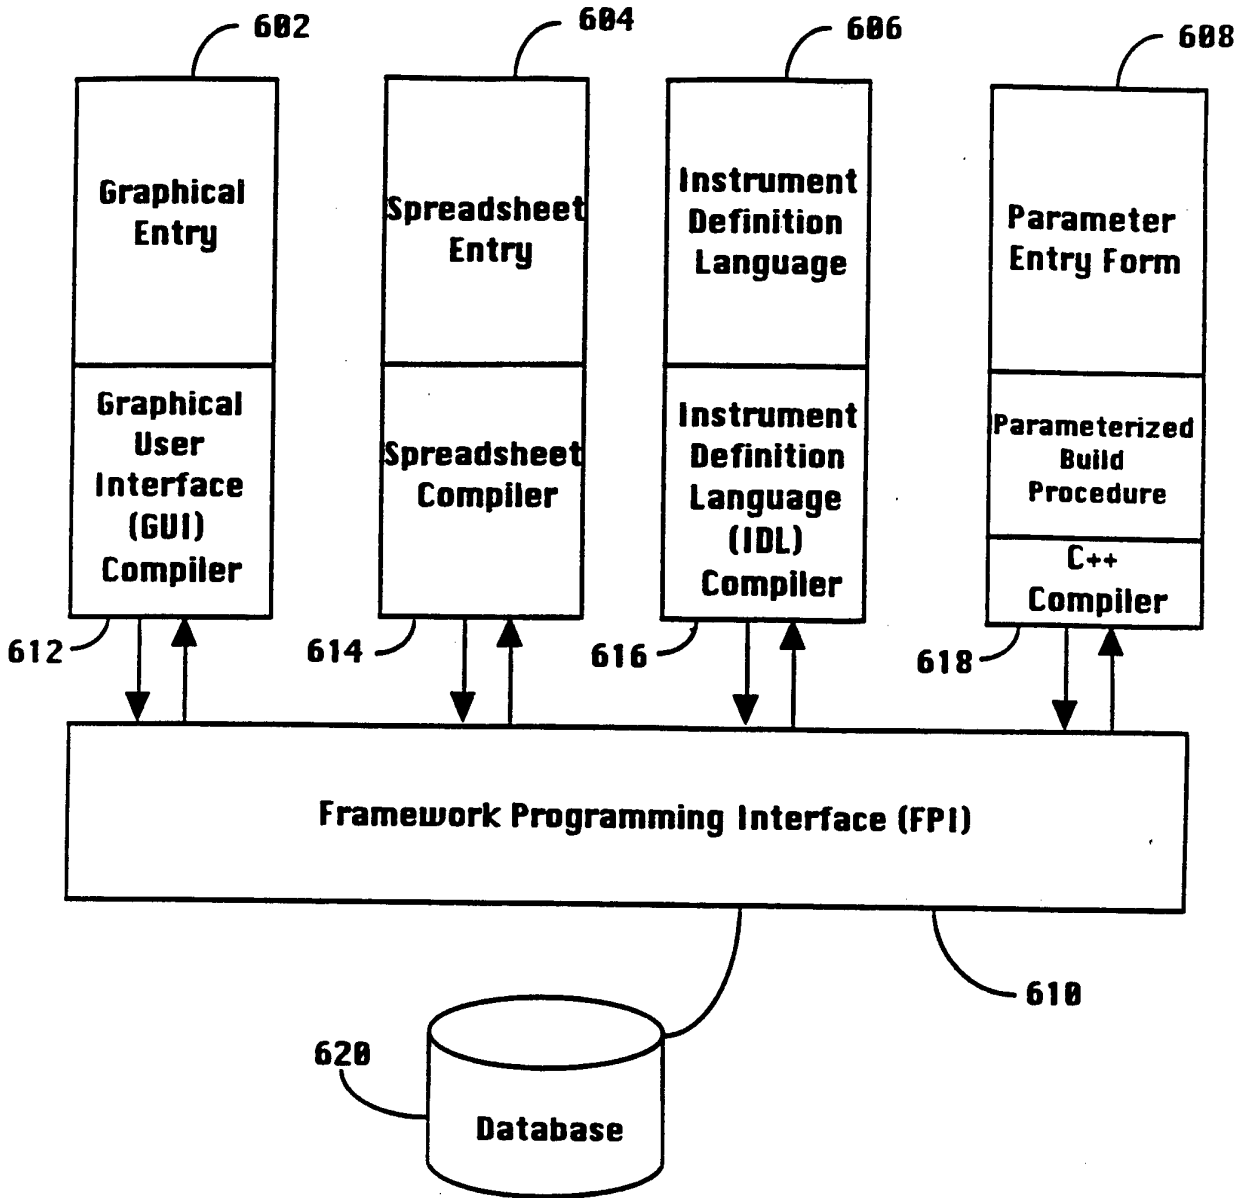 602
604
606
608
Graphical
Entry
Spreadsheet
Entry
Instrument
Definition
Language
Parameter
Entry Form
Graphical
User
Interface
(GUI)
Compiler
Spreadsheet
Compiler
Instrument
Definition
Language
(IDL)
Compiler
Parameterized
Build
Procedure
C++
Compiler
612
614
616
618
Framework Programming Interface (FPI)
610
620
Database